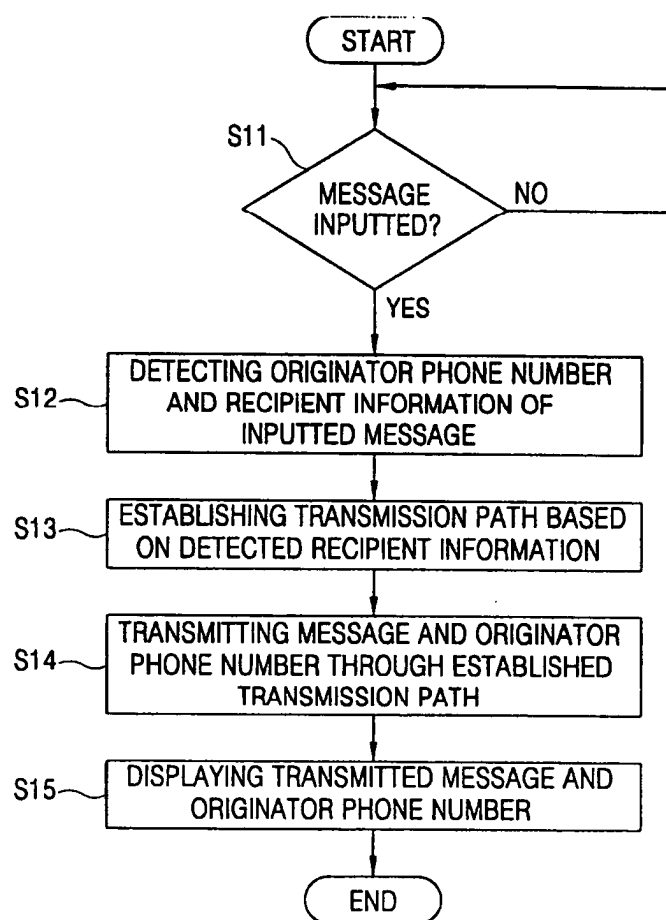 START
S11
MESSAGE
INPUTTED?
NO
YES
S12
DETECTING ORIGINATOR PHONE NUMBER
AND RECIPIENT INFORMATION OF
INPUTTED MESSAGE
S13
ESTABLISHING TRANSMISSION PATH BASED
ON DETECTED RECIPIENT INFORMATION
S14
TRANSMITTING MESSAGE AND ORIGINATOR
PHONE NUMBER THROUGH ESTABLISHED
TRANSMISSION PATH
S15
DISPLAYING TRANSMITTED MESSAGE AND
ORIGINATOR PHONE NUMBER
END